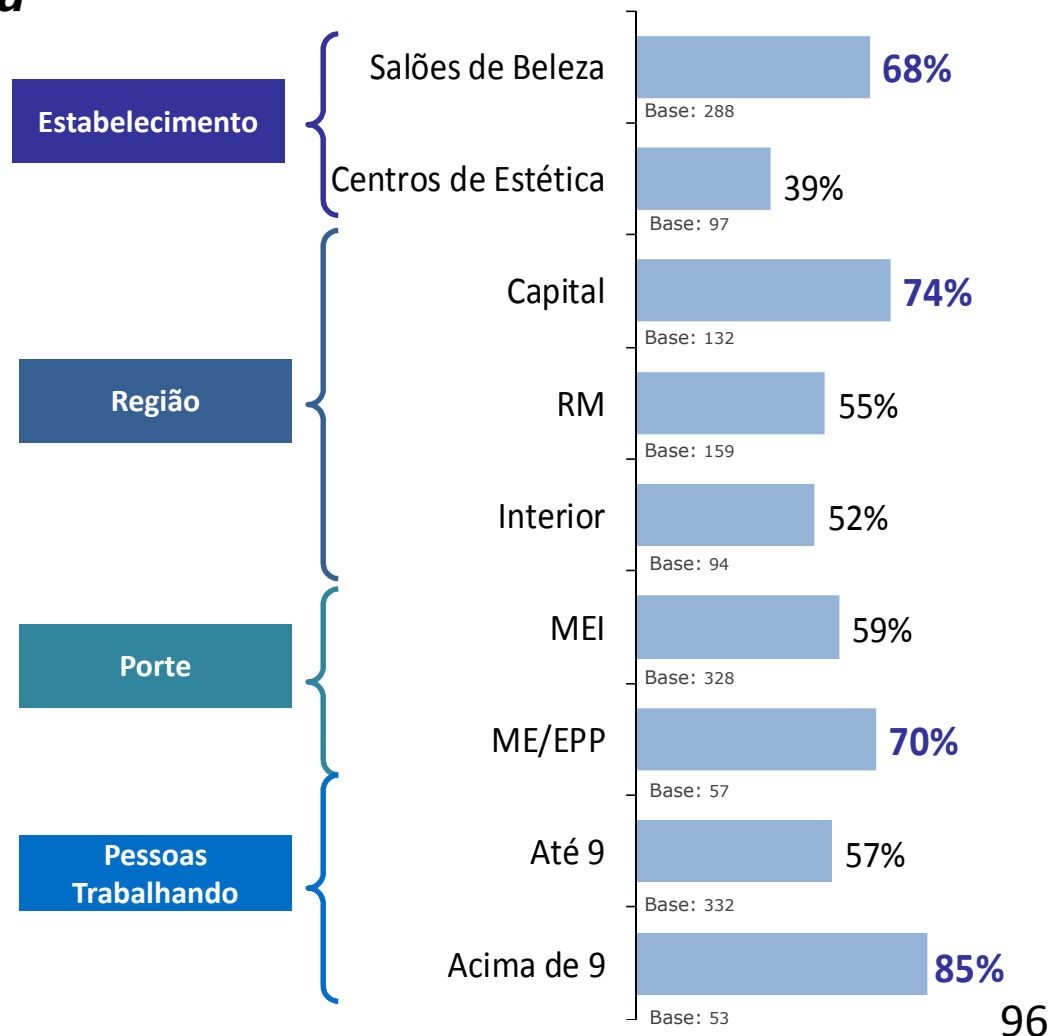 Estabelecimento
Salões de Beleza
68%
Base: 288
Centros de Estética
39%
Base: 97
Região
Capital
74%
Base: 132
RM
55%
Base: 159
Interior
52%
Base: 94
Porte
MEI
59%
Base: 328
ME/EPP
70%
Base: 57
Pessoas
Trabalhando
Até 9
57%
Base: 332
Acima de 9
85%
Base: 53
96